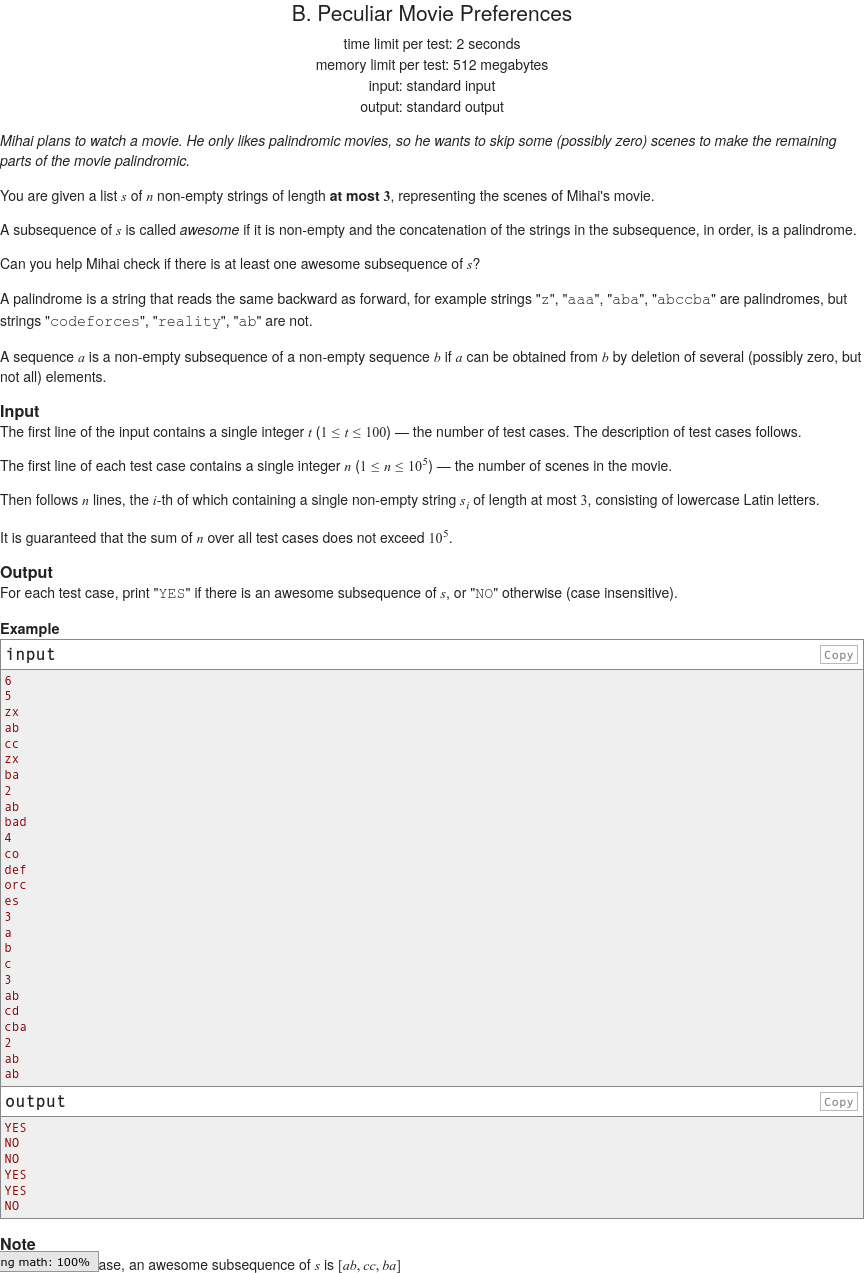 B. Peculiar Movie Preferences
time limit per test: 2 seconds
memory limit per test: 512 megabytes
input: standard input
output: standard output
Mihai plans to watch a movie. He only likes palindromic movies, so he wants to skip some (possibly zero) scenes to make the remaining
parts of the movie palindromic.
You are given a list s of n non-empty strings of length at most 3, representing the scenes of Mihai's movie.
A subsequence of s is called awesome if it is non-empty and the concatenation of the strings in the subsequence, in order, is a palindrome.
Can you help Mihai check if there is at least one awesome subsequence of s?
A palindrome is a string that reads the same backward as forward, for example strings "z", "aaa", "aba", "abccba" are palindromes, but
strings "codeforces", "reality", "ab" are not.
A sequence a is a non-empty subsequence of a non-empty sequence b if a can be obtained from b by deletion of several (possibly zero, but
not all) elements.
Input
The first line of the input contains a single integer t (1 ≤ t ≤ 100) — the number of test cases. The description of test cases follows.
The first line of each test case contains a single integer n (1 ≤ n ≤ 10^5) — the number of scenes in the movie.
Then follows n lines, the i-th of which containing a single non-empty string s_i of length at most 3, consisting of lowercase Latin letters.
It is guaranteed that the sum of n over all test cases does not exceed 10^5.
Output
For each test case, print "YES" if there is an awesome subsequence of s, or "NO" otherwise (case insensitive).
Example
input Copy
6
5
zx
ab
cc
zx
ba
2
ab
bad
4
co
def
orc
es
3
a
b
c
3
ab
cd
cba
2
ab
ab
output Copy
YES
NO
NO
YES
YES
NO
Note
ng math: 100% ase, an awesome subsequence of s is [ab, cc, ba]